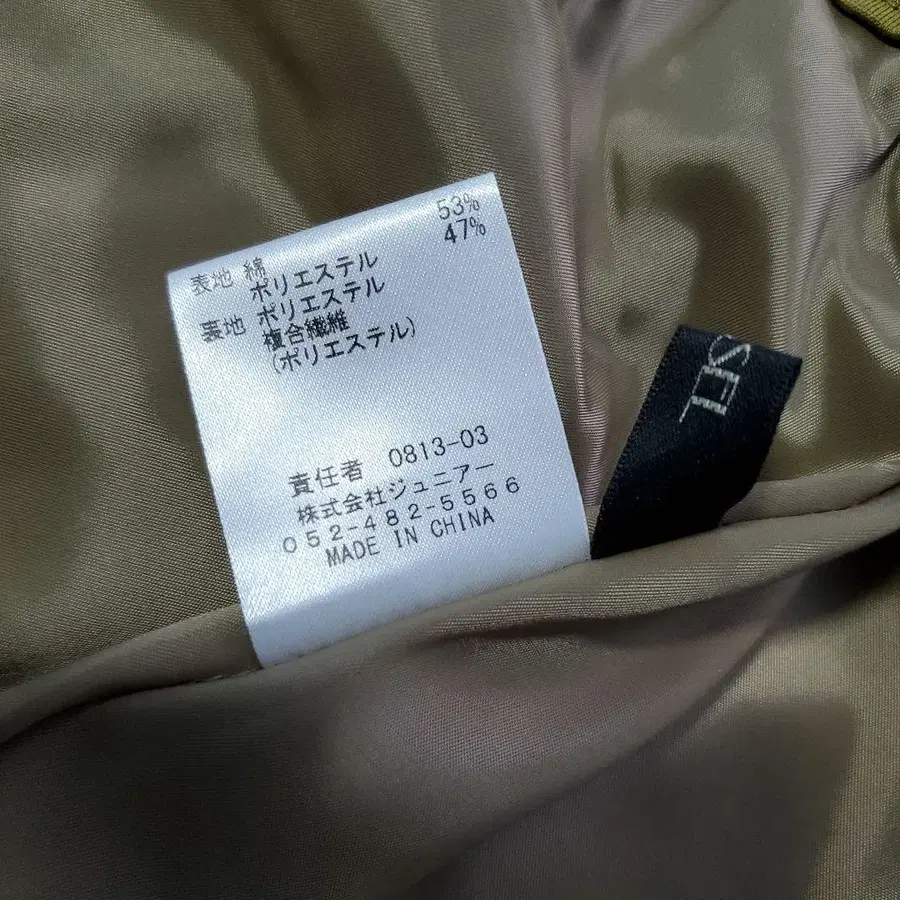 表地 綿 53%
ポリエステル 47%
裏地 ポリエステル
複合繊維
(ポリエステル)
責任者 0813-03
株式会社ジュニアー
052-482-5566
MADE IN CHINA